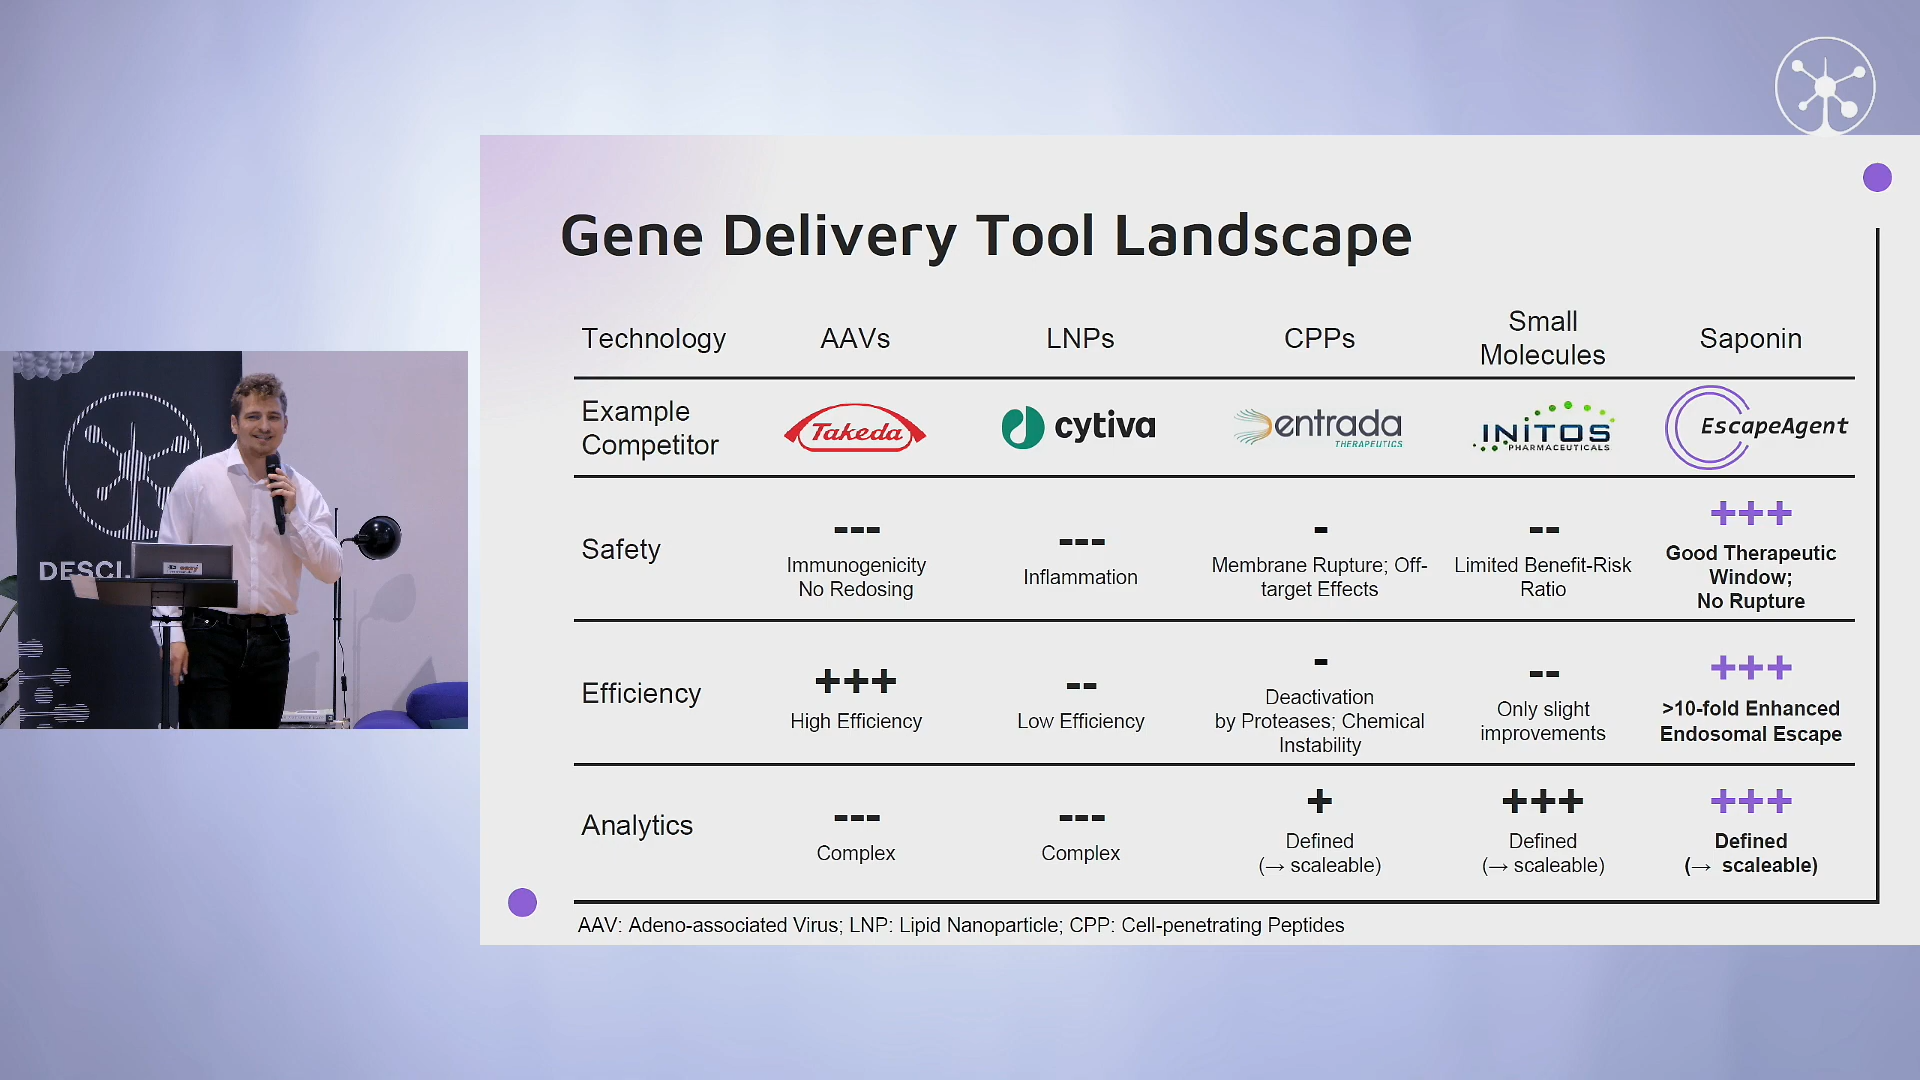 Gene Delivery Tool Landscape
Technology
AAVs
LNPs
CPPs
Small
Molecules
Saponin
Example
Competitor
Takeda
cytiva
entrada
THERAPEUTICS
INITOS
PHARMACEUTICALS
EscapeAgent
Safety
---
Immunogenicity
No Redosing
---
Inflammation
-
Membrane Rupture; Off-
target Effects
--
Limited Benefit-Risk
Ratio
+++
Good Therapeutic
Window;
No Rupture
Efficiency
+++
High Efficiency
--
Low Efficiency
-
Deactivation
by Proteases; Chemical
Instability
--
Only slight
improvements
+++
>10-fold Enhanced
Endosomal Escape
Analytics
---
Complex
---
Complex
+
Defined
(→ scaleable)
+++
Defined
(→ scaleable)
+++
Defined
(→ scaleable)
AAV: Adeno-associated Virus; LNP: Lipid Nanoparticle; CPP: Cell-penetrating Peptides
DESCI